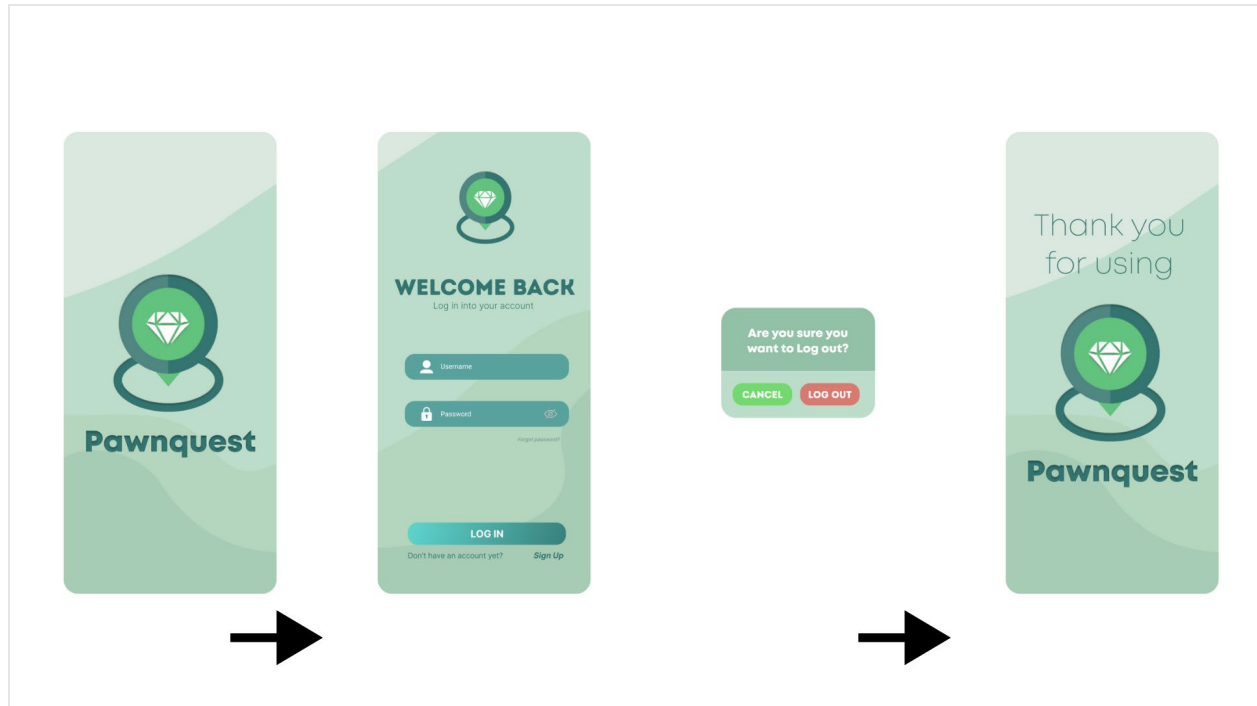 Pawnquest
WELCOME BACK
Log in into your account
Username
Password
Forgot password?
LOG IN
Don't have an account yet? Sign Up
Are you sure you
want to Log out?
CANCEL LOG OUT
Thank you
for using
Pawnquest